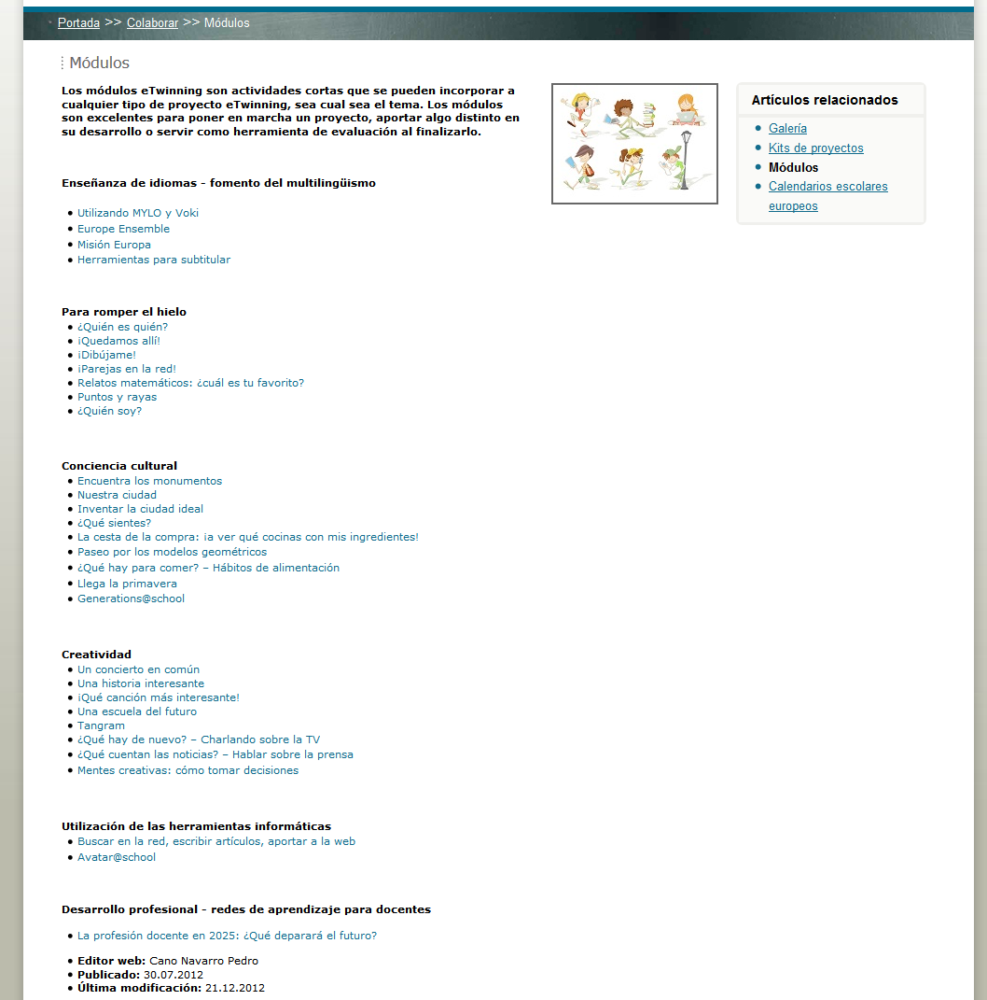 Portada >> Colaborar >> Módulos
Módulos
Los módulos eTwinning son actividades cortas que se pueden incorporar a
cualquier tipo de proyecto eTwinning, sea cual sea el tema. Los módulos
son excelentes para poner en marcha un proyecto, aportar algo distinto en
su desarrollo o servir como herramienta de evaluación al finalizarlo.
Enseñanza de idiomas - fomento del multilingüismo
Utilizando MYLO y Voki
Europe Ensemble
Misión Europa
Herramientas para subtitular
Para romper el hielo
¿Quién es quién?
¡Quedamos allí!
¡Dibújame!
¡Parejas en la red!
Relatos matemáticos: ¿cuál es tu favorito?
Puntos y rayas
¿Quién soy?
Conciencia cultural
Encuentra los monumentos
Nuestra ciudad
Inventar la ciudad ideal
¿Qué sientes?
La cesta de la compra: ¡a ver qué cocinas con mis ingredientes!
Paseo por los modelos geométricos
¿Qué hay para comer? – Hábitos de alimentación
Llega la primavera
Generations@school
Creatividad
Un concierto en común
Una historia interesante
¡Qué canción más interesante!
Una escuela del futuro
Tangram
¿Qué hay de nuevo? – Charlando sobre la TV
¿Qué cuentan las noticias? – Hablar sobre la prensa
Mentes creativas: cómo tomar decisiones
Utilización de las herramientas informáticas
Buscar en la red, escribir artículos, aportar a la web
Avatar@school
Desarrollo profesional - redes de aprendizaje para docentes
La profesión docente en 2025: ¿Qué deparará el futuro?
Editor web: Cano Navarro Pedro
Publicado: 30.07.2012
Última modificación: 21.12.2012
Artículos relacionados
Galería
Kits de proyectos
Módulos
Calendarios escolares
europeos